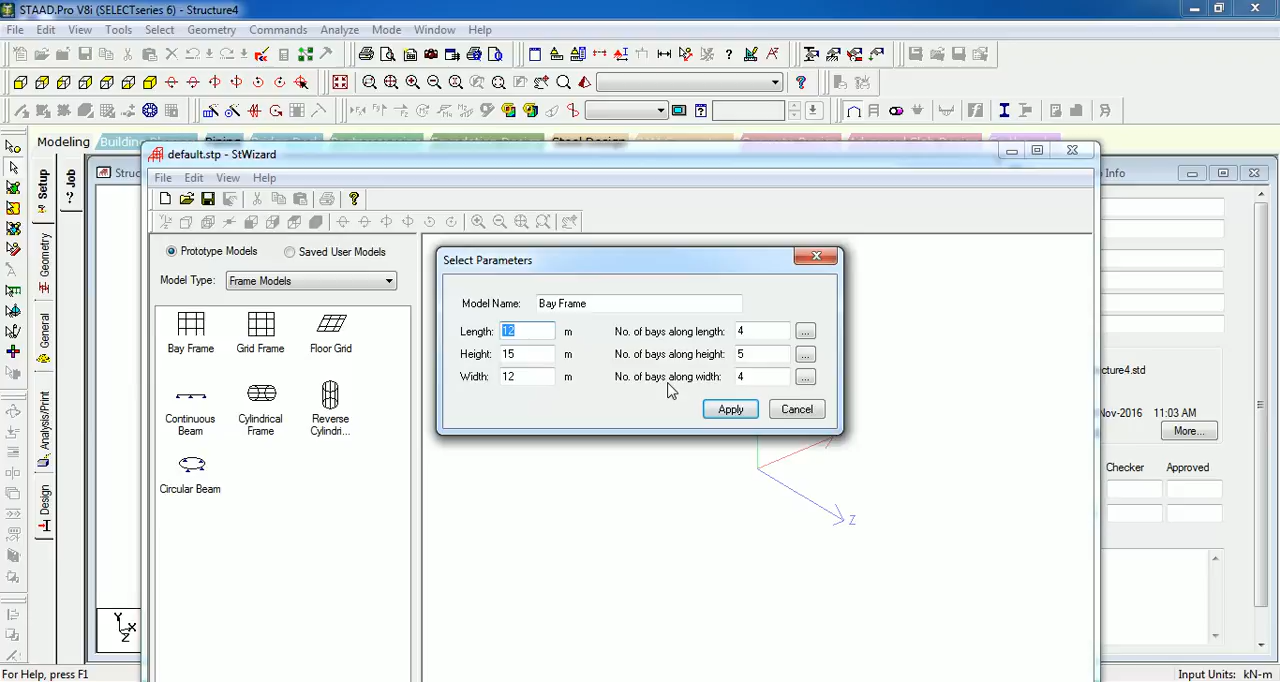 STAAD.Pro V8i (SELECTseries 6) - Structure4
File Edit View Tools Select Geometry Commands Analyze Mode Window Help
Modeling
Piping
Steel Design
default.stp - StWizard
File Edit View Help
Prototype Models Saved User Models
Model Type: Frame Models
Bay Frame Grid Frame Floor Grid
Continuous Beam Cylindrical Frame Reverse Cylindri...
Circular Beam
Select Parameters
Model Name: Bay Frame
Length: 12 m No. of bays along length: 4 ...
Height: 15 m No. of bays along height: 5 ...
Width: 12 m No. of bays along width: 4 ...
Apply Cancel
Z
Setup
Job
Geometry
General
Analysis/Print
Design
Struc
Info
cture4.std
Nov-2016 11:03 AM
More...
Checker Approved
Y
X
Z
For Help, press F1
Input Units: kN-m